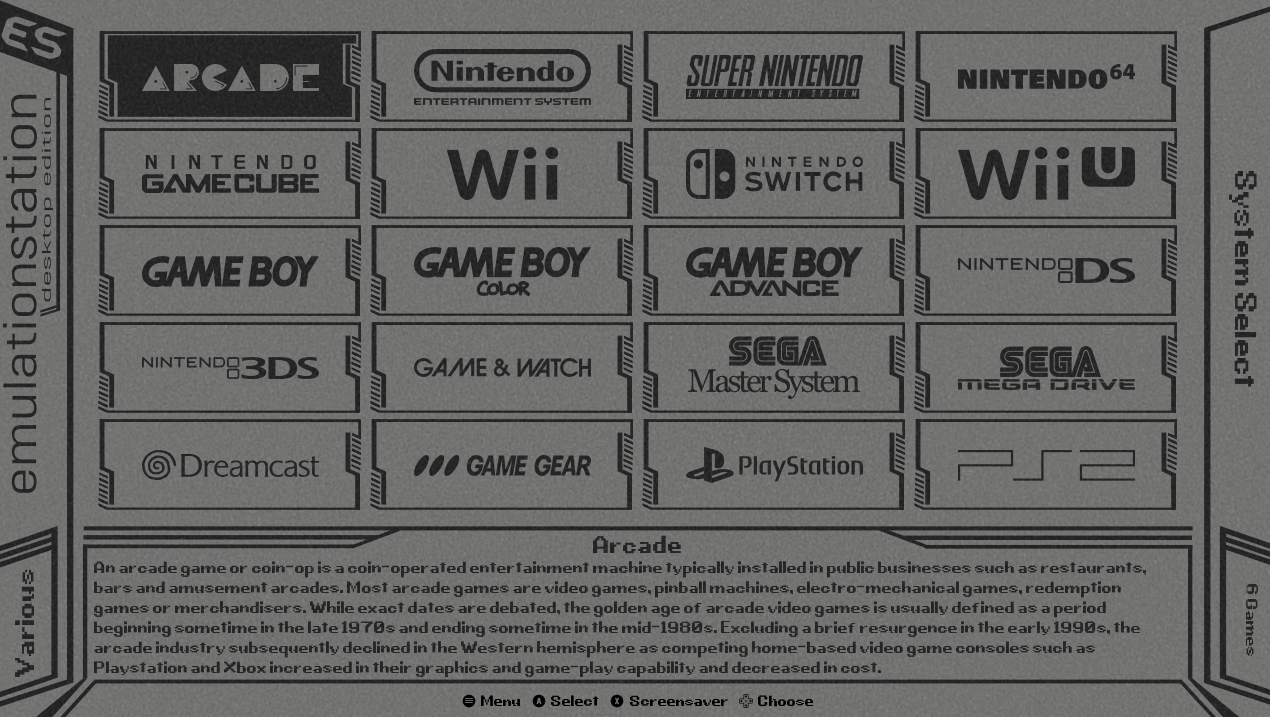 ES
emulationstation
desktop edition
Various
ARCADE
Nintendo
ENTERTAINMENT SYSTEM
SUPER NINTENDO
ENTERTAINMENT SYSTEM
NINTENDO64
NINTENDO
GAMECUBE
Wii
NINTENDO
SWITCH
Wii U
GAME BOY
GAME BOY
COLOR
GAME BOY
ADVANCE
NINTENDO DS
NINTENDO 3DS
GAME & WATCH
SEGA
Master System
SEGA
MEGA DRIVE
Dreamcast
GAME GEAR
PlayStation
PS2
System Select
6 Games
Arcade
An arcade game or coin-op is a coin-operated entertainment machine typically installed in public businesses such as restaurants,
bars and amusement arcades. Most arcade games are video games, pinball machines, electro-mechanical games, redemption
games or merchandisers. While exact dates are debated, the golden age of arcade video games is usually defined as a period
beginning sometime in the late 1970s and ending sometime in the mid-1980s. Excluding a brief resurgence in the early 1990s, the
arcade industry subsequently declined in the Western hemisphere as competing home-based video game consoles such as
Playstation and Xbox increased in their graphics and game-play capability and decreased in cost.
Menu A Select X Screensaver Choose